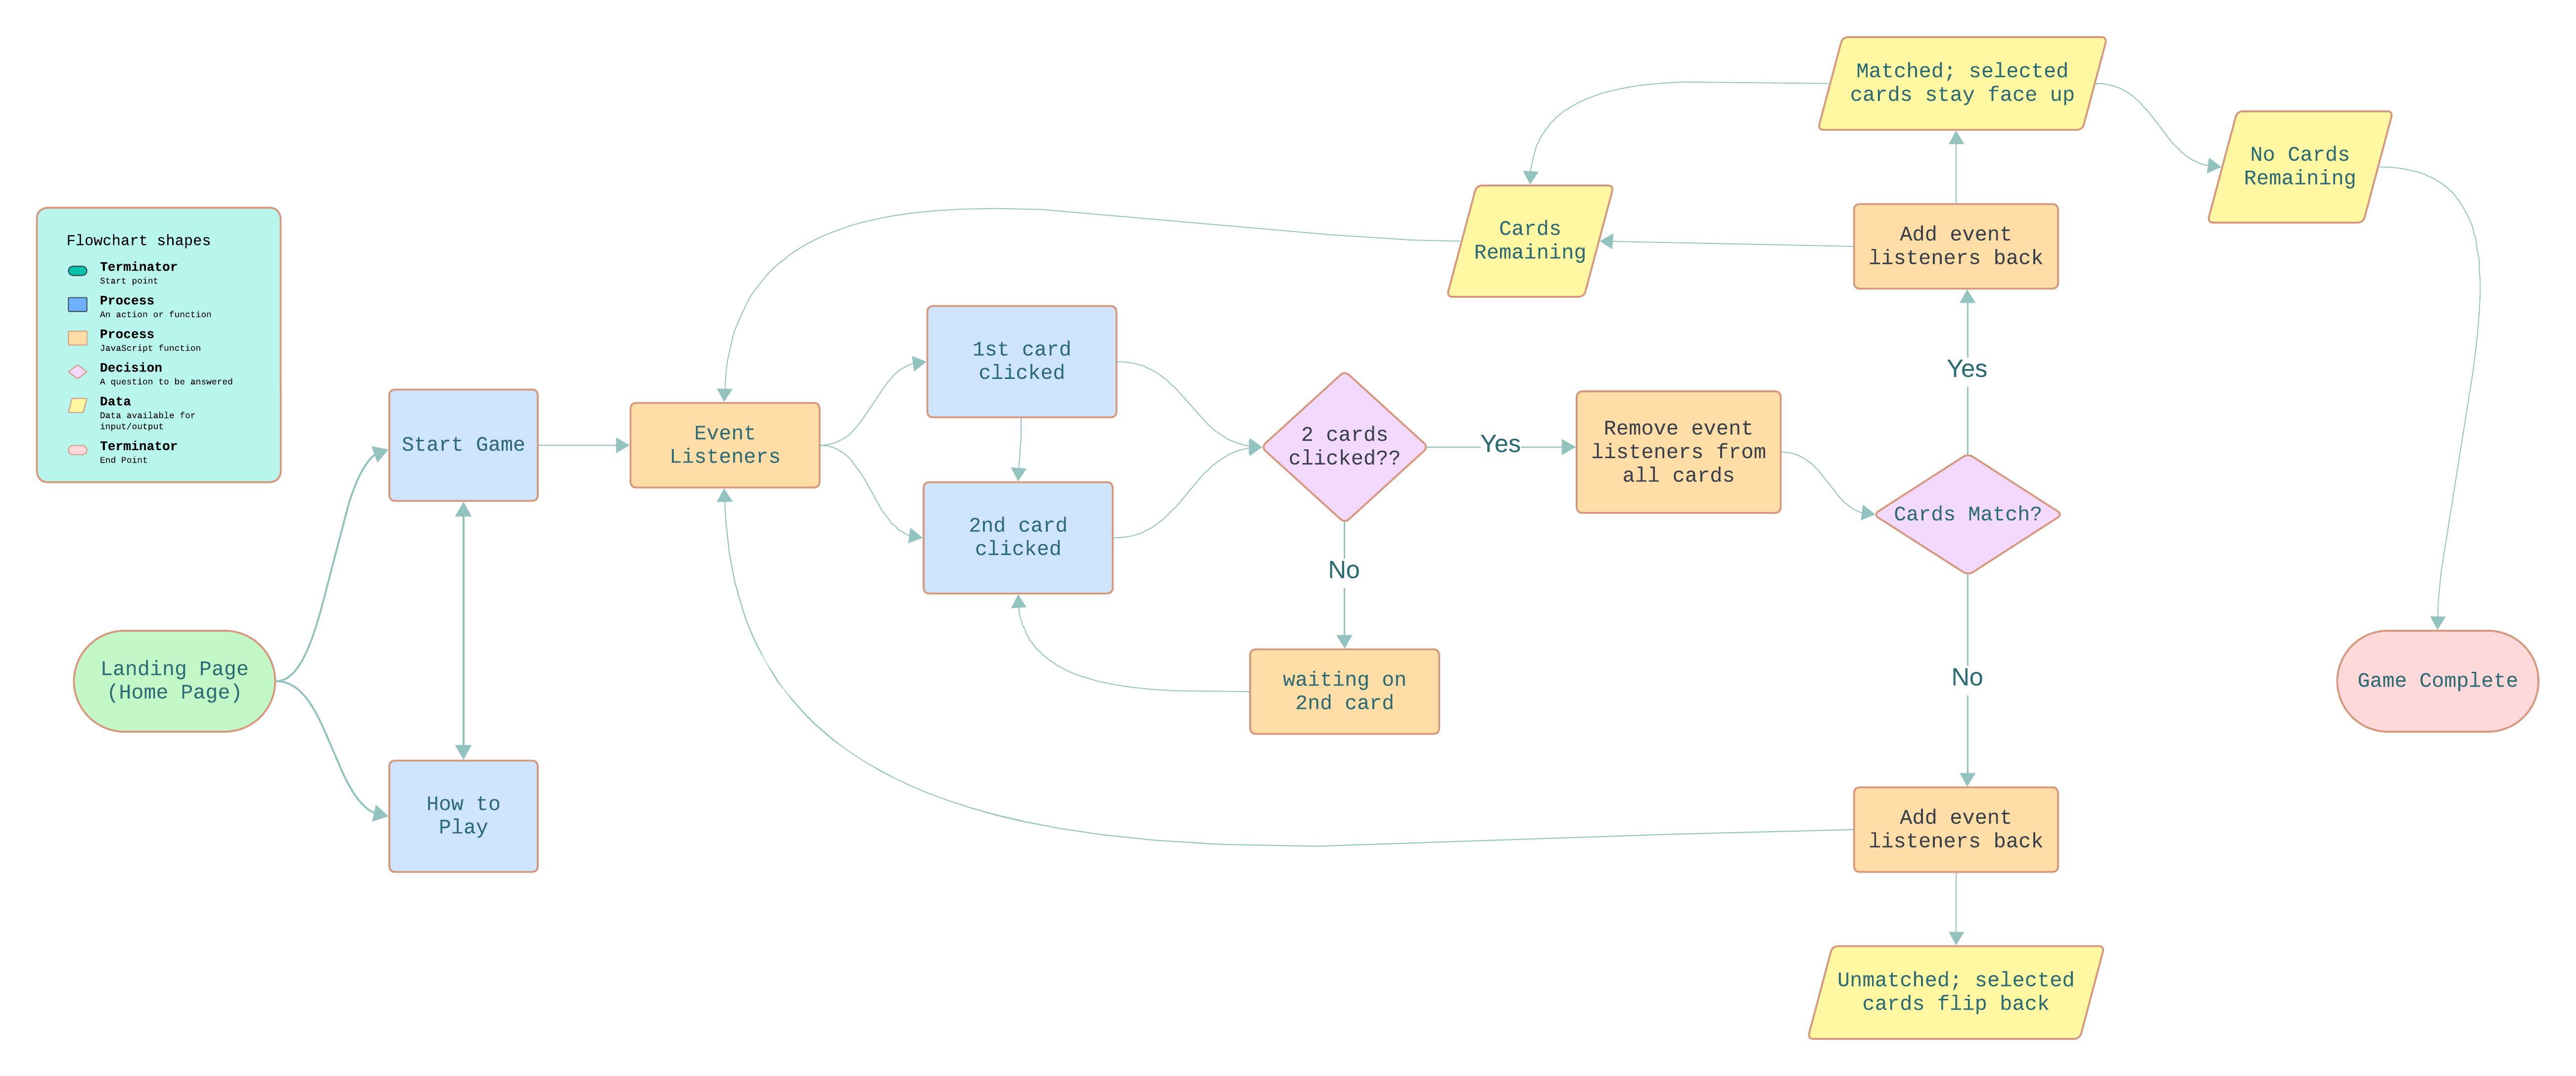 Flowchart shapes
Terminator
Start point
Process
An action or function
Process
JavaScript function
Decision
A question to be answered
Data
Data available for
input/output
Terminator
End Point
Landing Page
(Home Page)
Start Game
How to
Play
Event
Listeners
1st card
clicked
2nd card
clicked
2 cards
clicked??
No
waiting on
2nd card
Yes
Remove event
listeners from
all cards
Cards Match?
Yes
Add event
listeners back
Matched; selected
cards stay face up
Cards
Remaining
No Cards
Remaining
Game Complete
No
Add event
listeners back
Unmatched; selected
cards flip back